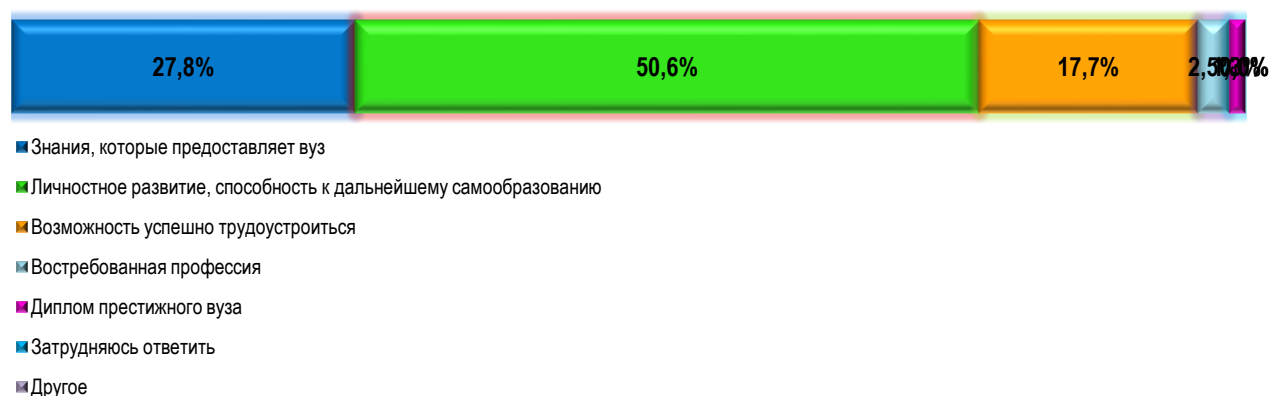 27,8% 50,6% 17,7%
Знания, которые предоставляет вуз
Личностное развитие, способность к дальнейшему самообразованию
Возможность успешно трудоустроиться
Востребованная профессия
Диплом престижного вуза
Затрудняюсь ответить
Другое